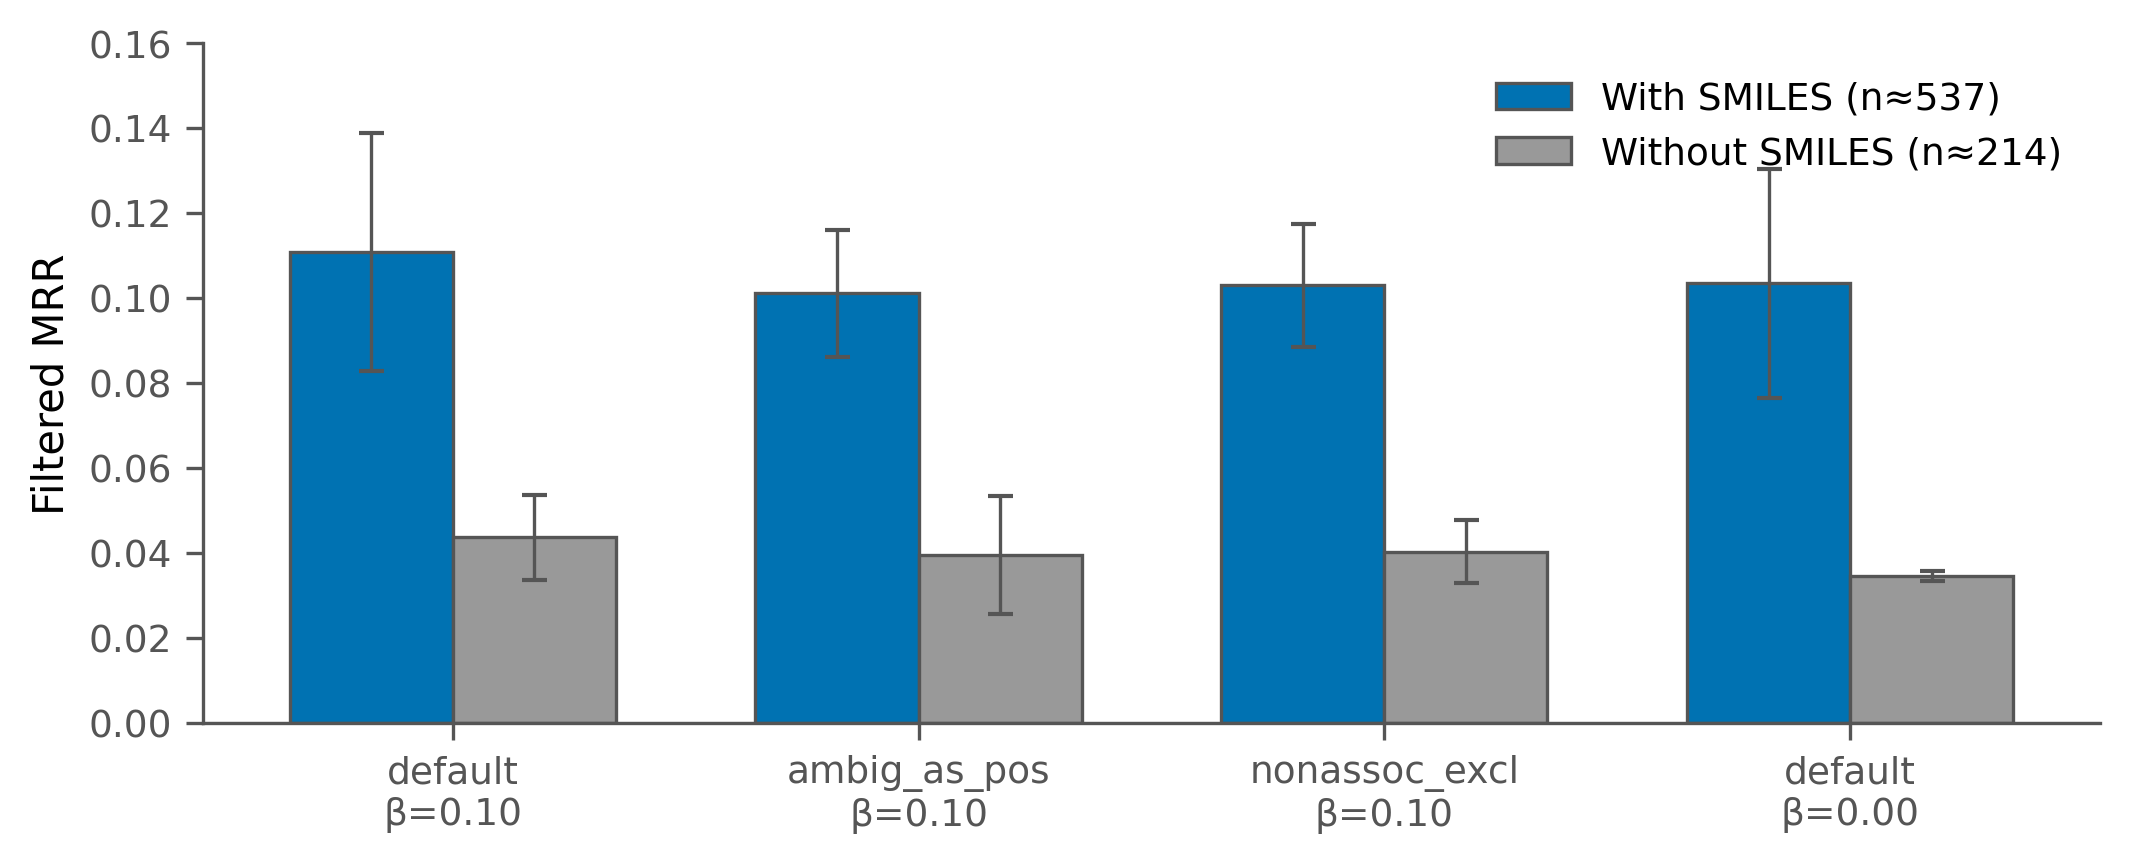 0.16
0.14
0.12
0.10
0.08
0.06
0.04
0.02
0.00
Filtered MRR
With SMILES (n≈537)
Without SMILES (n≈214)
default
β=0.10
ambig_as_pos
β=0.10
nonassoc_excl
β=0.10
default
β=0.00